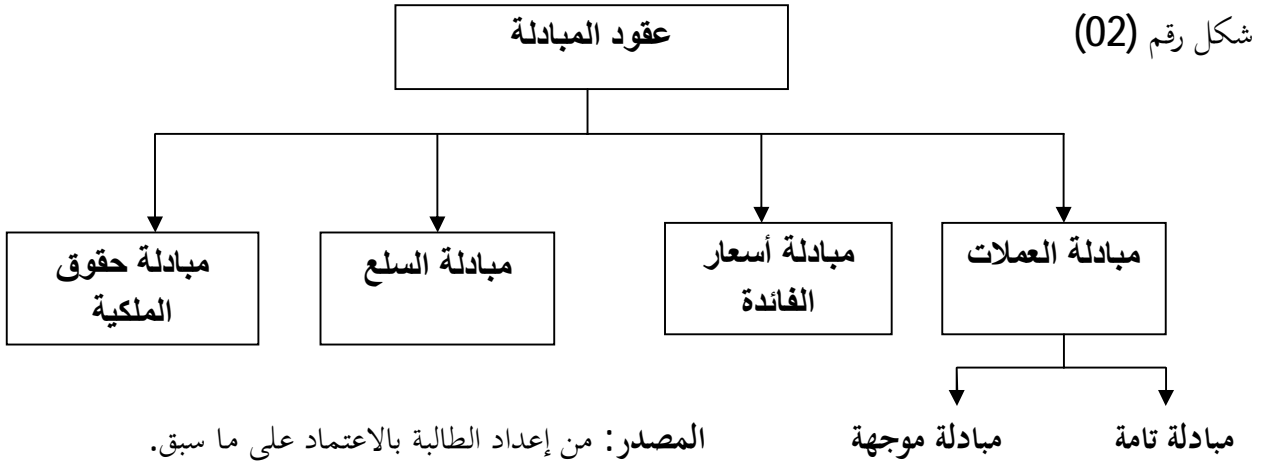 شكل رقم (02)
عقود المبادلة
مبادلة العملات
مبادلة أسعار
الفائدة
مبادلة السلع
مبادلة حقوق
الملكية
مبادلة تامة
مبادلة موجهة
المصدر: من إعداد الطالبة بالاعتماد على ما سبق.